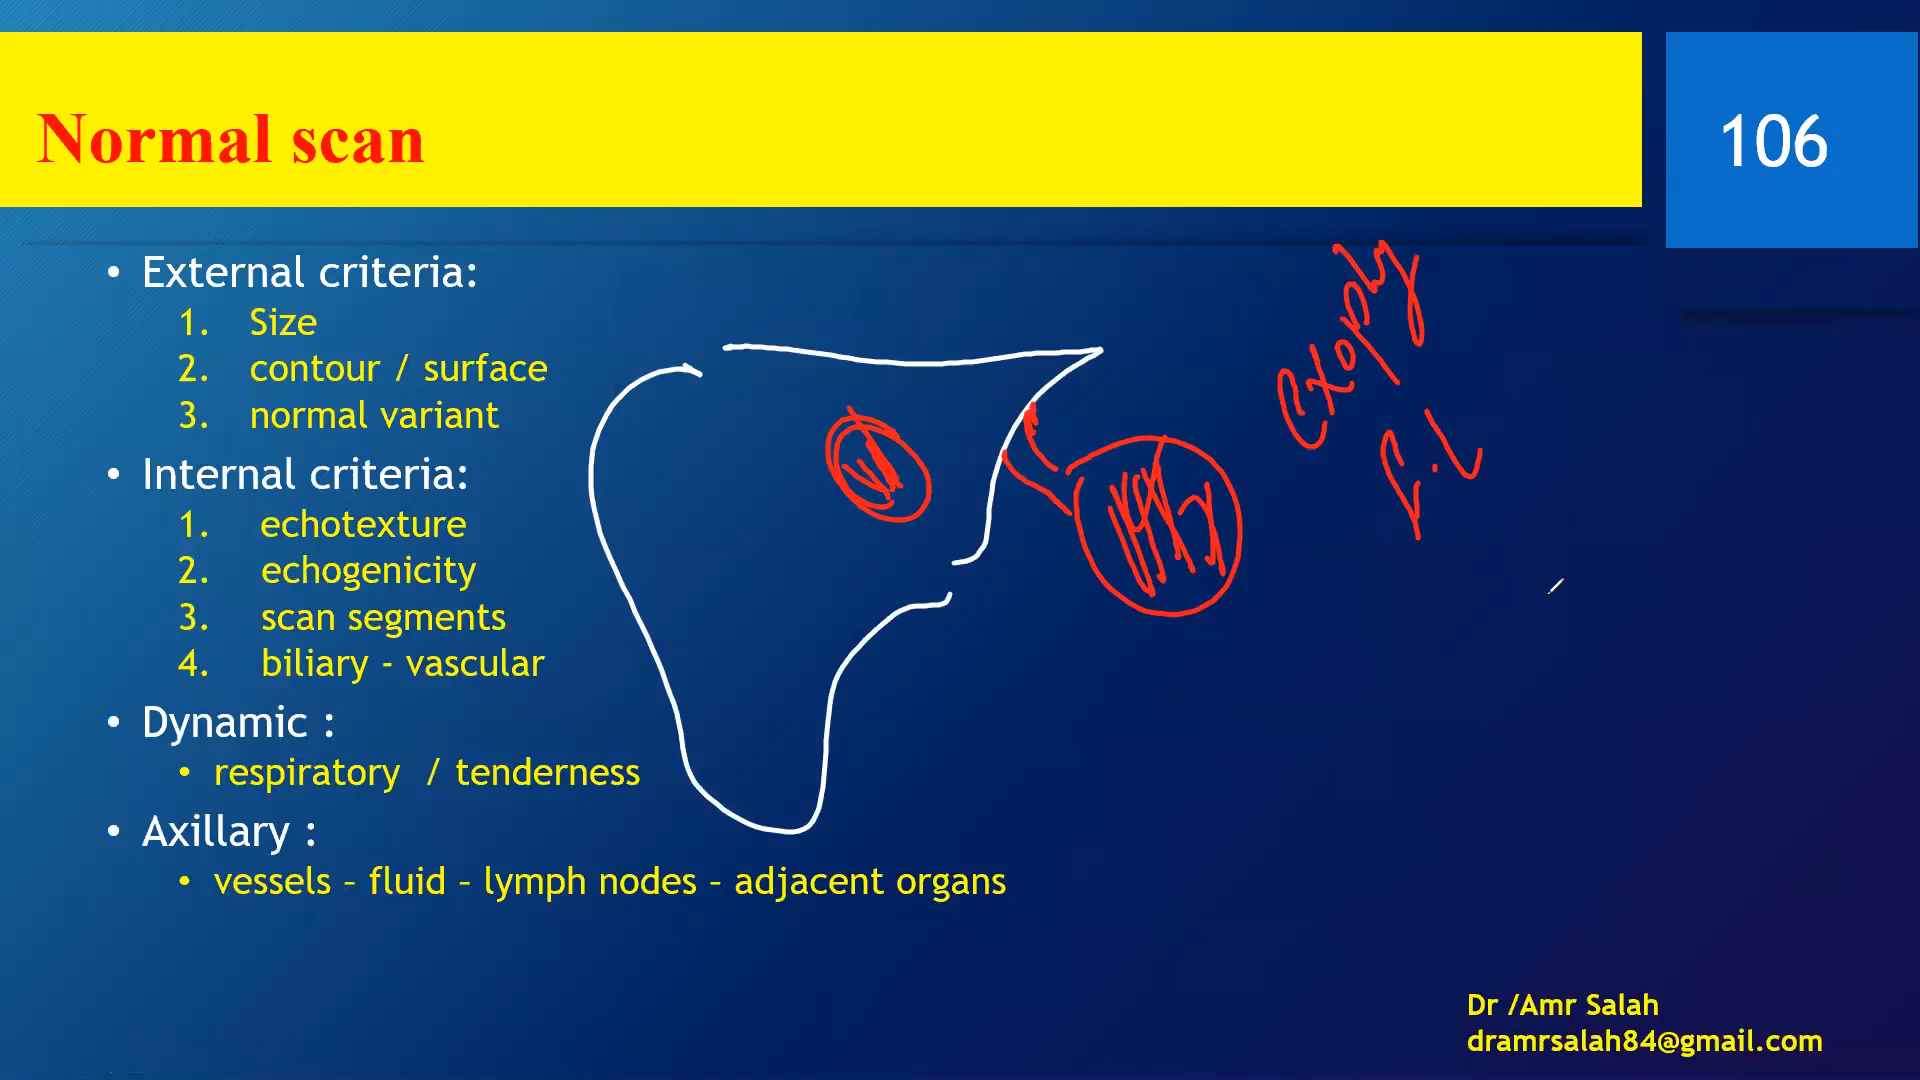 Normal scan
106
• External criteria:
1. Size
2. contour / surface
3. normal variant
• Internal criteria:
1. echotexture
2. echogenicity
3. scan segments
4. biliary - vascular
• Dynamic :
• respiratory / tenderness
• Axillary :
• vessels – fluid – lymph nodes – adjacent organs
Exophy
Dr /Amr Salah
dramrsalah84@gmail.com